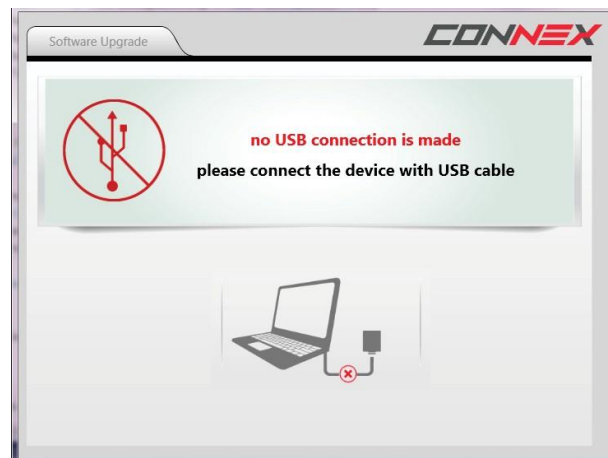 Software Upgrade
CONNEX
no USB connection is made
please connect the device with USB cable